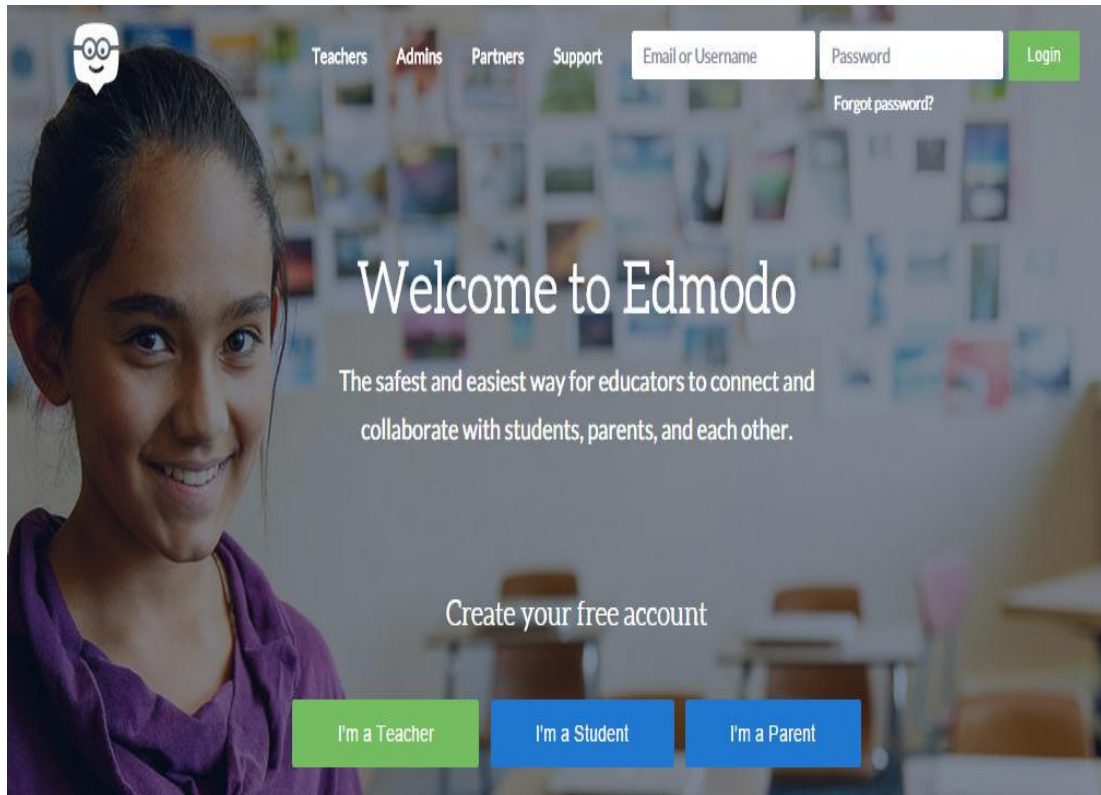 Teachers Admins Partners Support Email or Username Password Login
Forgot password?
Welcome to Edmodo
The safest and easiest way for educators to connect and
collaborate with students, parents, and each other.
Create your free account
I'm a Teacher I'm a Student I'm a Parent